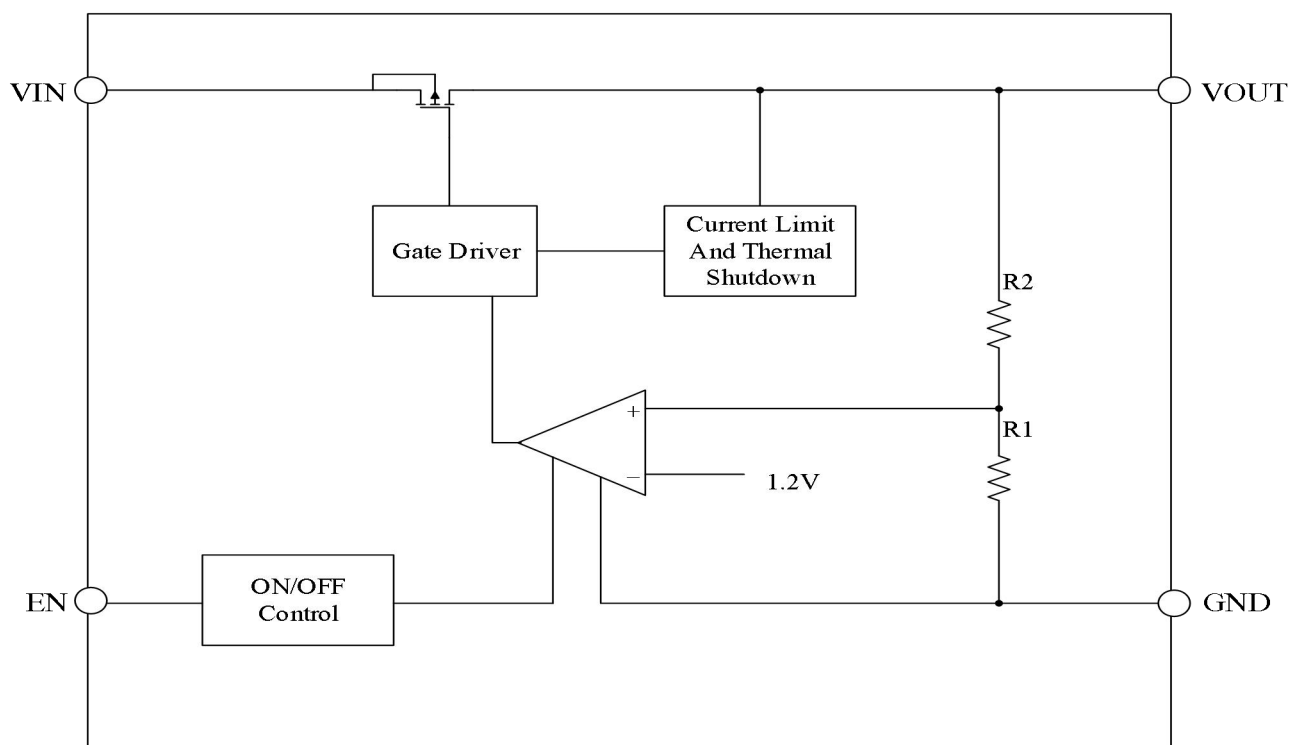 VIN
VOUT
Gate Driver
Current Limit
And Thermal
Shutdown
R2
+
R1
−
1.2V
EN
ON/OFF
Control
GND